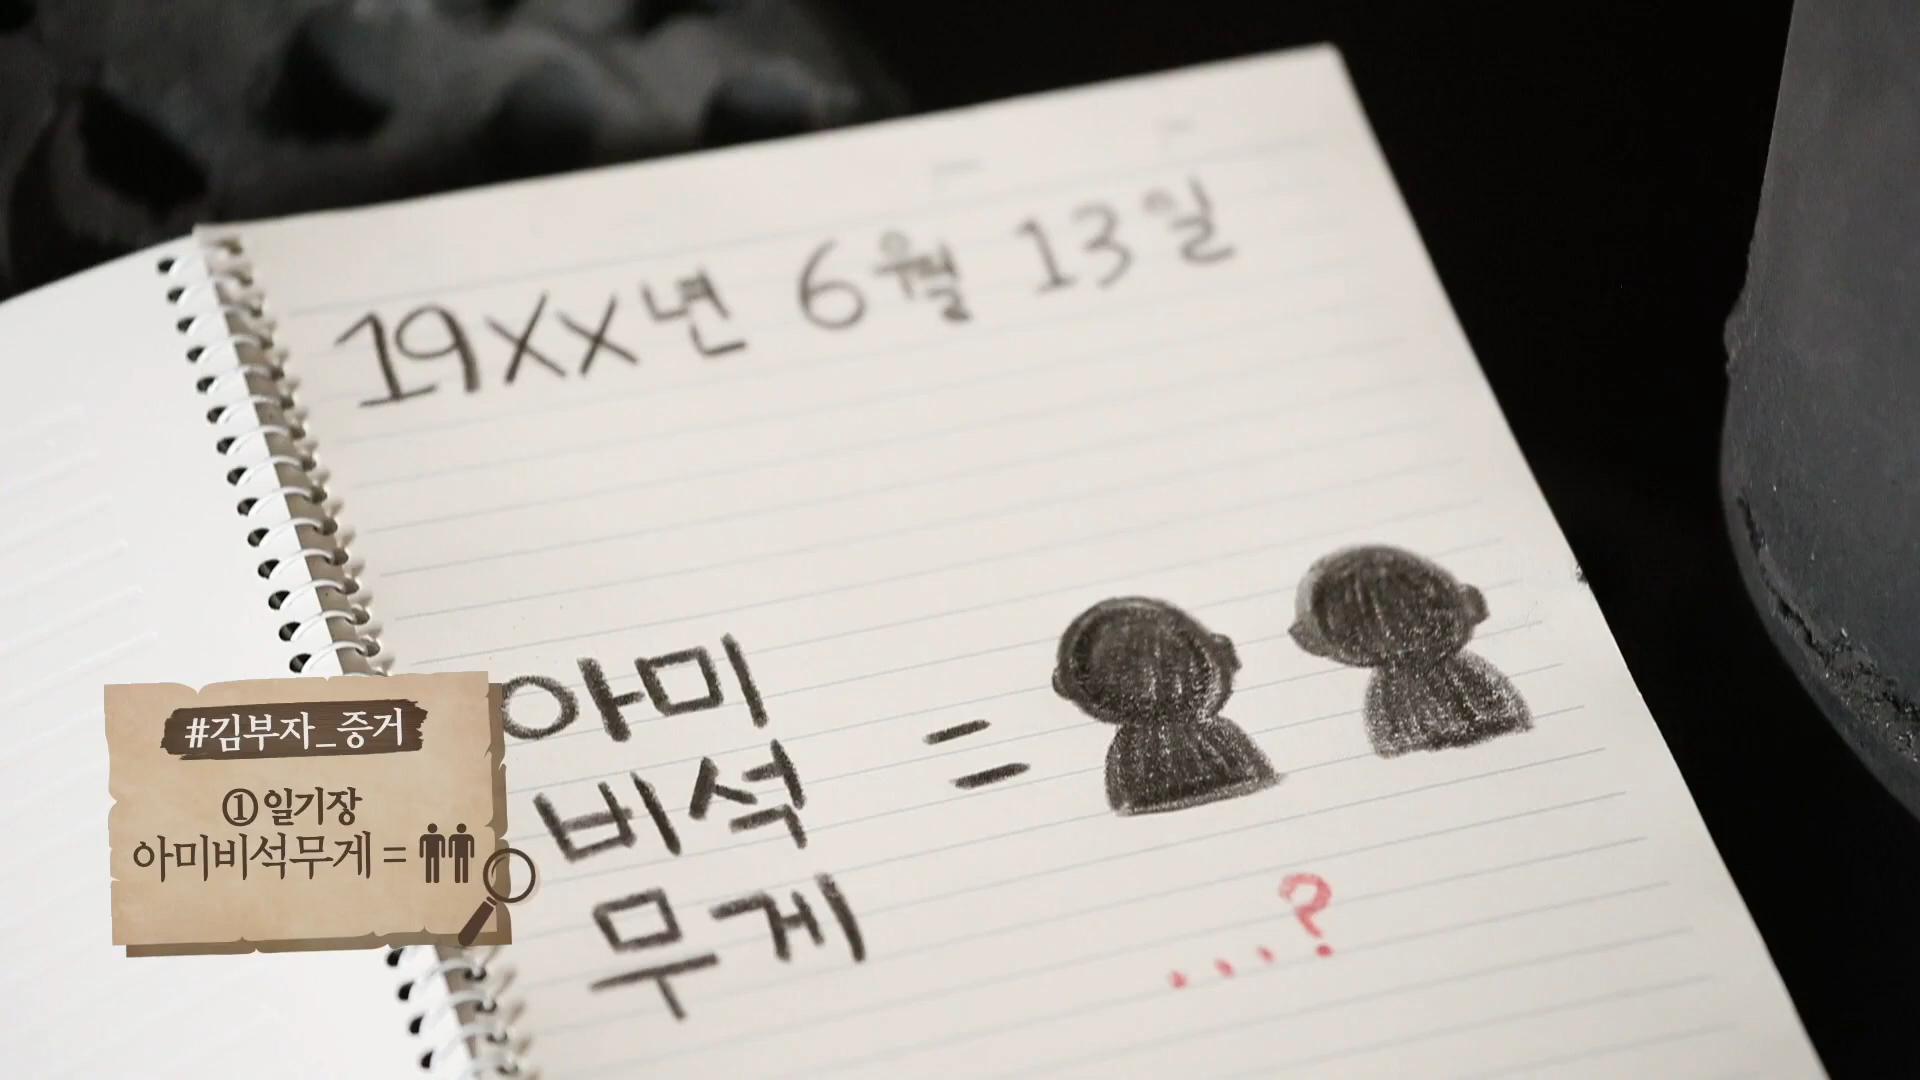 19XX년 6월 13일
아미
비석 =
무게
...?
#김부자_증거
①일기장
아미비석무게 =